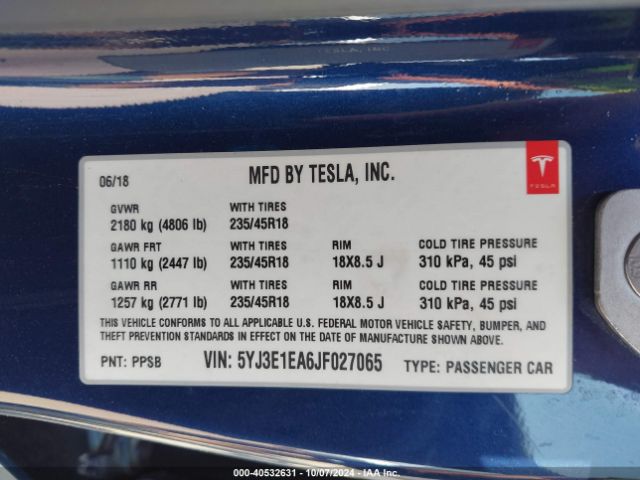 06/18 MFD BY TESLA, INC.
TESLA
GVWR WITH TIRES
2180 kg (4806 lb) 235/45R18
GAWR FRT WITH TIRES RIM COLD TIRE PRESSURE
1110 kg (2447 lb) 235/45R18 18X8.5 J 310 kPa, 45 psi
GAWR RR WITH TIRES RIM COLD TIRE PRESSURE
1257 kg (2771 lb) 235/45R18 18X8.5 J 310 kPa, 45 psi
THIS VEHICLE CONFORMS TO ALL APPLICABLE U.S. FEDERAL MOTOR VEHICLE SAFETY, BUMPER, AND
THEFT PREVENTION STANDARDS IN EFFECT ON THE DATE OF MANUFACTURE SHOWN ABOVE.
PNT: PPSB VIN: 5YJ3E1EA6JF027065 TYPE: PASSENGER CAR
000-40532631 - 10/07/2024 - IAAI.com